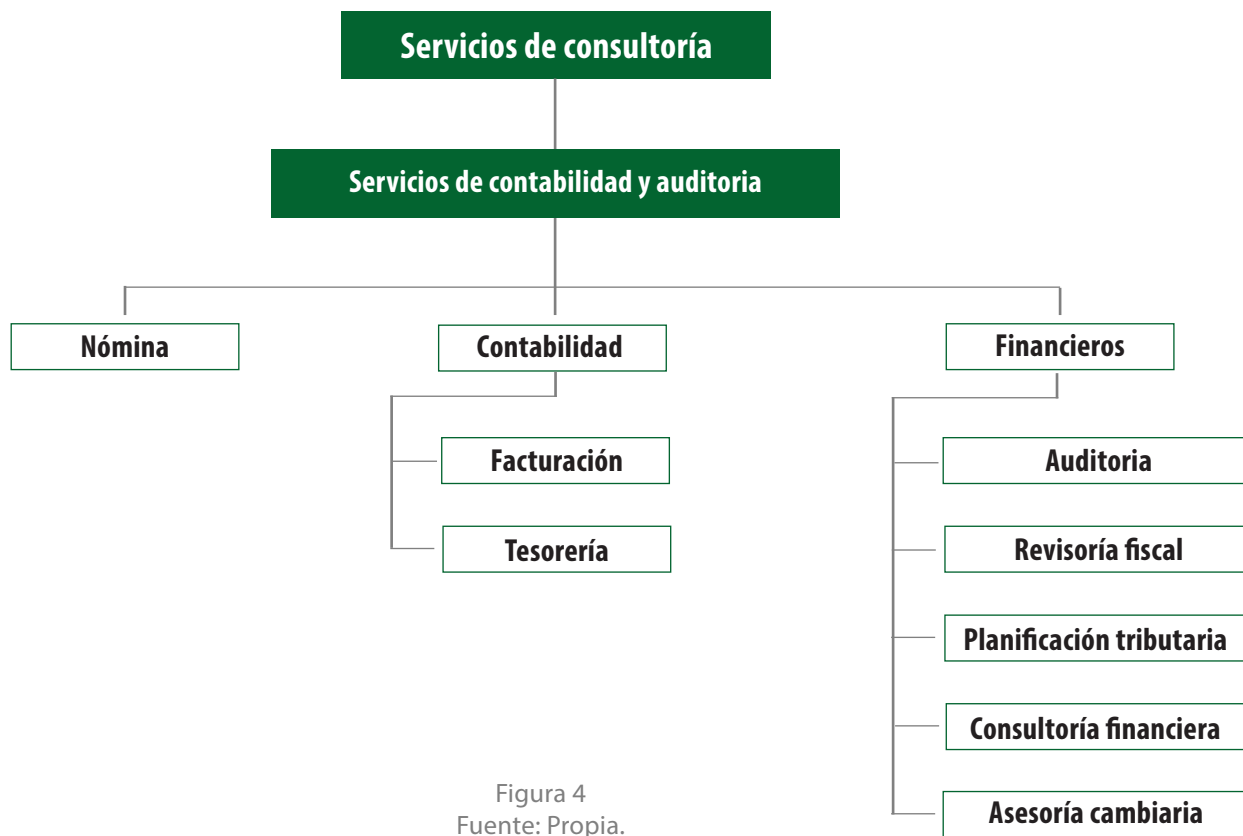 Servicios de consultoría
Servicios de contabilidad y auditoria
Nómina
Contabilidad
Financieros
Facturación
Auditoria
Tesorería
Revisoría fiscal
Planificación tributaria
Consultoría financiera
Asesoría cambiaria
Figura 4
Fuente: Propia.